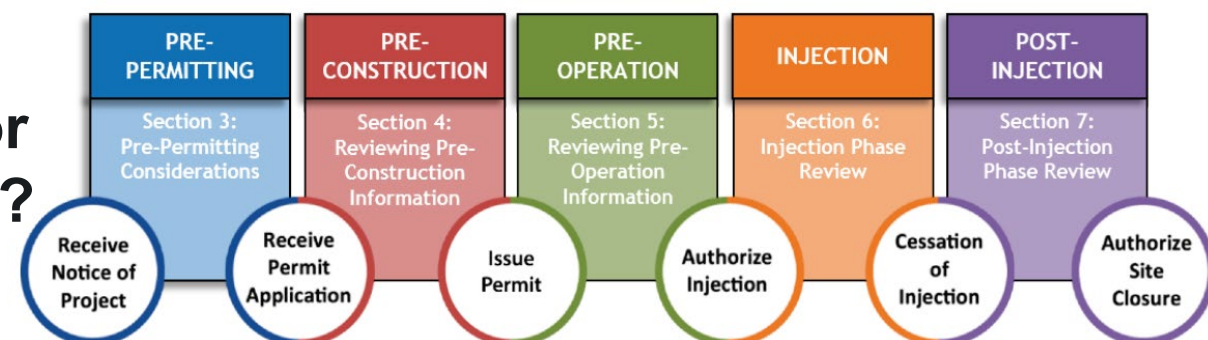 or
?
PRE-
PERMITTING
Section 3:
Pre-Permitting
Considerations
PRE-
CONSTRUCTION
Section 4:
Reviewing Pre-
Construction
Information
PRE-
OPERATION
Section 5:
Reviewing Pre-
Operation
Information
INJECTION
Section 6:
Injection Phase
Review
POST-
INJECTION
Section 7:
Post-Injection
Phase Review
Receive
Notice of
Project
Receive
Permit
Application
Issue
Permit
Authorize
Injection
Cessation
of
Injection
Authorize
Site
Closure